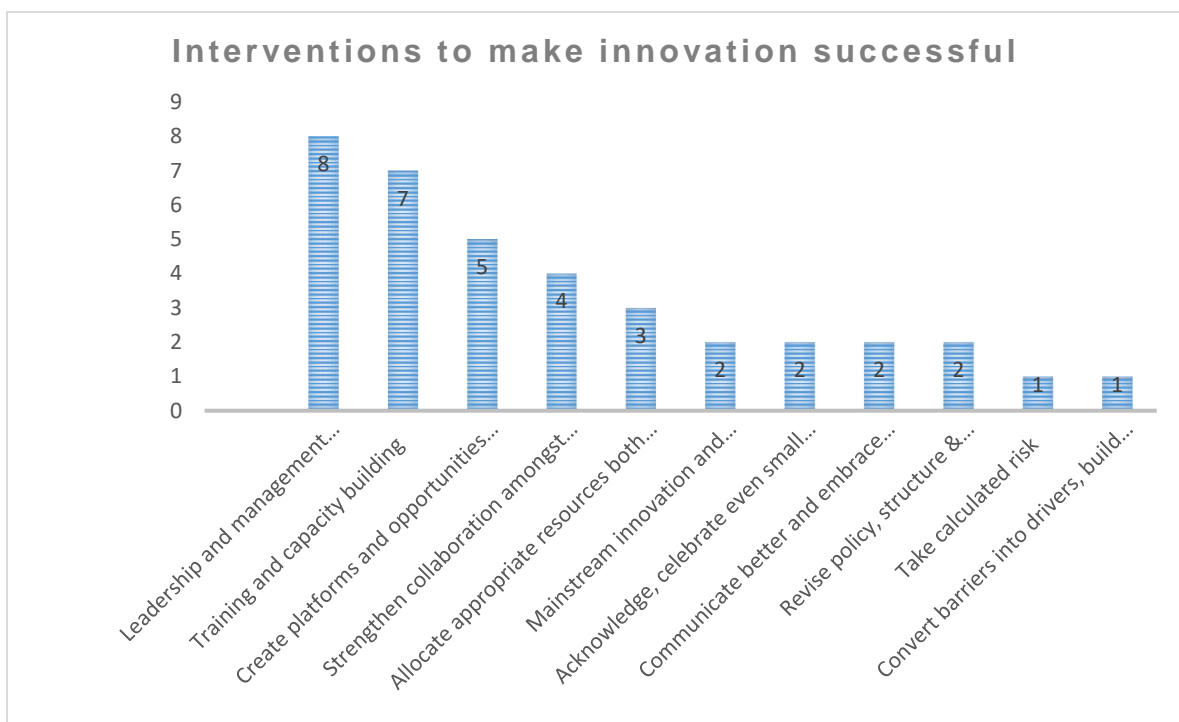 Interventions to make innovation successful
9
8
7
6
5
4
3
2
1
0
8
7
5
4
3
2
2
2
2
1
1
Leadership and management...
Training and capacity building
Create platforms and opportunities...
Strengthen collaboration amongst...
Allocate appropriate resources both...
Mainstream innovation and...
Acknowledge, celebrate even small...
Communicate better and embrace...
Revise policy, structure &...
Take calculated risk
Convert barriers into drivers, build...